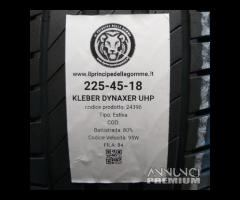 www.ilprincipedellegomme.it
225-45-18
KLEBER DYNAXER UHP
codice prodotto: 24396
Tipo: Estiva
COD:
Battistrada: 80%
Codice Velocità: 95W
FILA: 84
ANNUNCI
PREMIUM